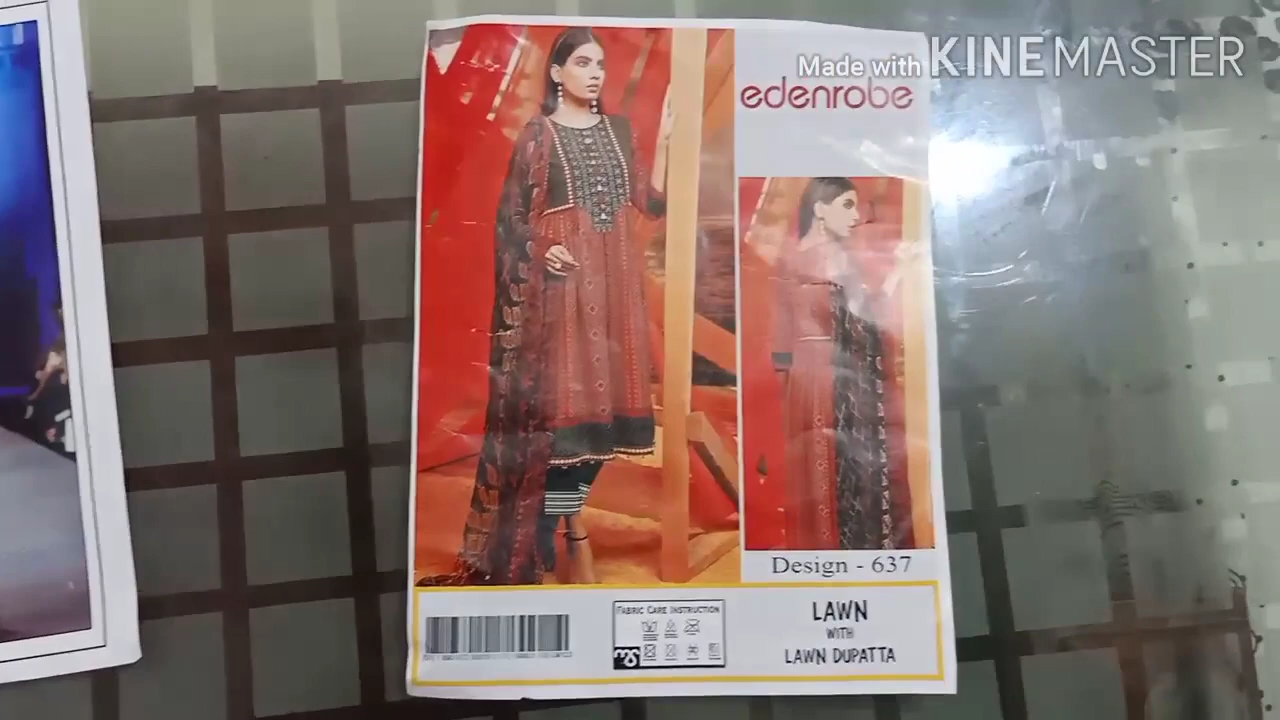 Made with KINEMASTER
edenrobe
Design - 637
FABRIC CARE INSTRUCTION
LAWN
WITH
LAWN DUPATTA